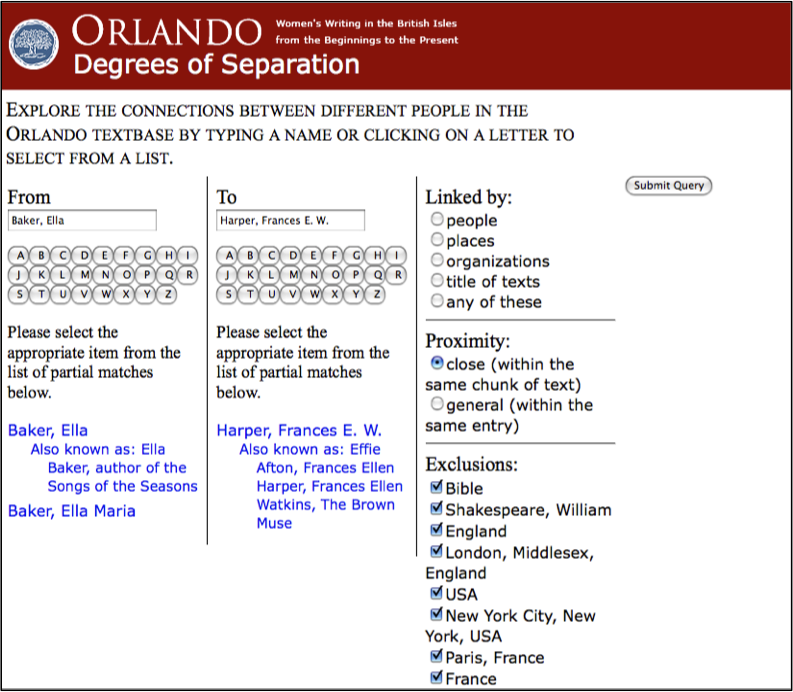 ORLANDO
Women's Writing in the British Isles
from the Beginnings to the Present
Degrees of Separation
EXPLORE THE CONNECTIONS BETWEEN DIFFERENT PEOPLE IN THE
ORLANDO TEXTBASE BY TYPING A NAME OR CLICKING ON A LETTER TO
SELECT FROM A LIST.
From
Baker, Ella
A B C D E F G H I
J K L M N O P Q R
S T U V W X Y Z
Please select the
appropriate item from the
list of partial matches
below.
Baker, Ella
Also known as: Ella
Baker, author of the
Songs of the Seasons
Baker, Ella Maria
To
Harper, Frances E. W.
A B C D E F G H I
J K L M N O P Q R
S T U V W X Y Z
Please select the
appropriate item from the
list of partial matches
below.
Harper, Frances E. W.
Also known as: Effie
Afton, Frances Ellen
Harper, Frances Ellen
Watkins, The Brown
Muse
Linked by:
people
places
organizations
title of texts
any of these
Proximity:
close (within the
same chunk of text)
general (within the
same entry)
Exclusions:
Bible
Shakespeare, William
England
London, Middlesex,
England
USA
New York City, New
York, USA
Paris, France
France
Submit Query